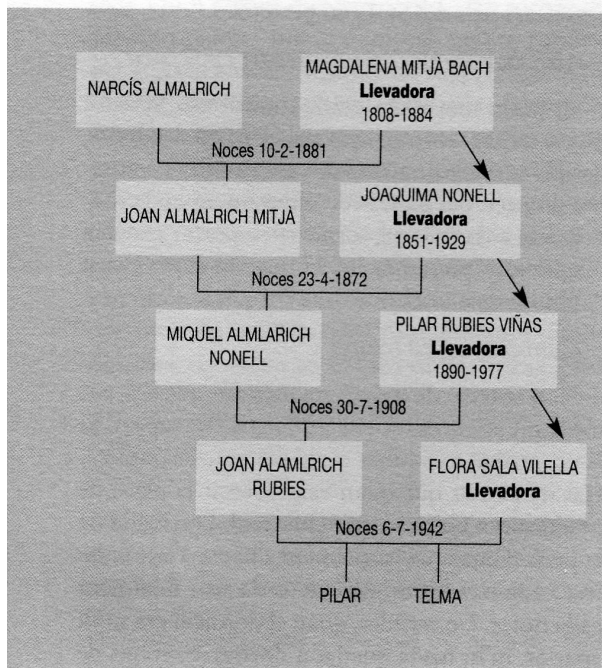 NARCÍS ALMALRICH
MAGDALENA MITJÀ BACH
Llevadora
1808-1884
Noces 10-2-1881
JOAN ALMALRICH MITJÀ
JOAQUIMA NONELL
Llevadora
1851-1929
Noces 23-4-1872
MIQUEL ALMLARICH
NONELL
PILAR RUBIES VIÑAS
Llevadora
1890-1977
Noces 30-7-1908
JOAN ALAMLRICH
RUBIES
FLORA SALA VILELLA
Llevadora
Noces 6-7-1942
PILAR
TELMA